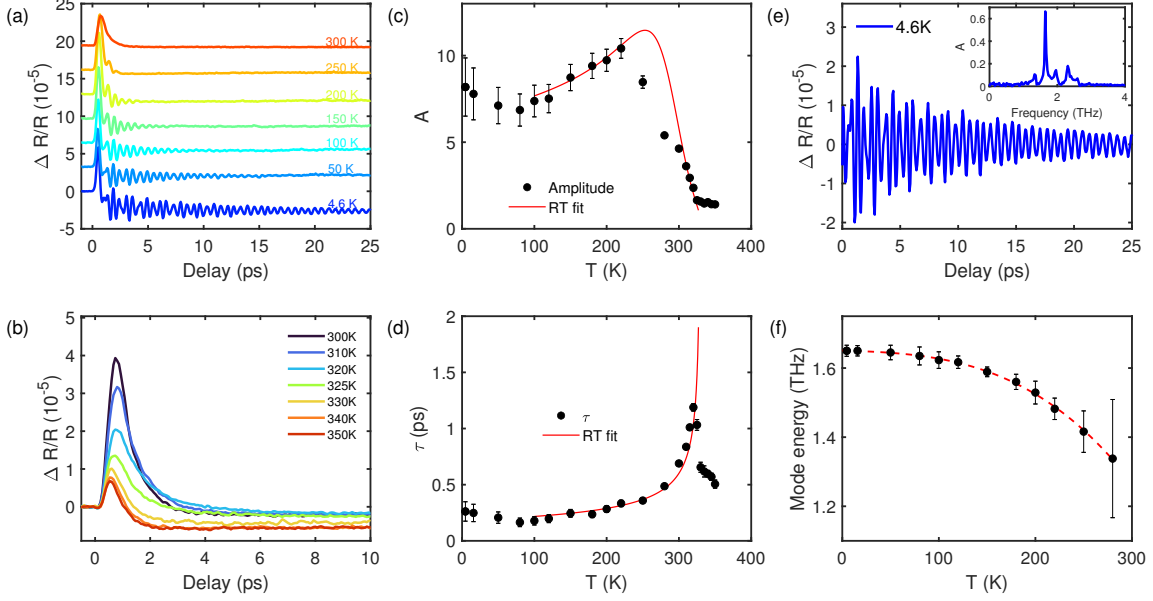 (a)
25
20
15
10
5
0
-5
Δ R/R (10⁻⁵)
300 K
250 K
200 K
150 K
100 K
50 K
4.6 K
0
5
10
15
20
25
Delay (ps)
(c)
15
10
5
0
A
Amplitude
RT fit
0
100
200
300
400
T (K)
(e)
3
2
1
0
-1
-2
Δ R/R (10⁻⁵)
4.6K
0.6
0.4
0.2
0
A
0
2
4
Frequency (THz)
0
5
10
15
20
25
Delay (ps)
(b)
5
4
3
2
1
0
-1
Δ R/R (10⁻⁵)
300K
310K
320K
325K
330K
340K
350K
0
2
4
6
8
10
Delay (ps)
(d)
2
1.5
1
0.5
0
τ (ps)
τ
RT fit
0
100
200
300
400
T (K)
(f)
1.6
1.4
1.2
Mode energy (THz)
0
100
200
300
T (K)